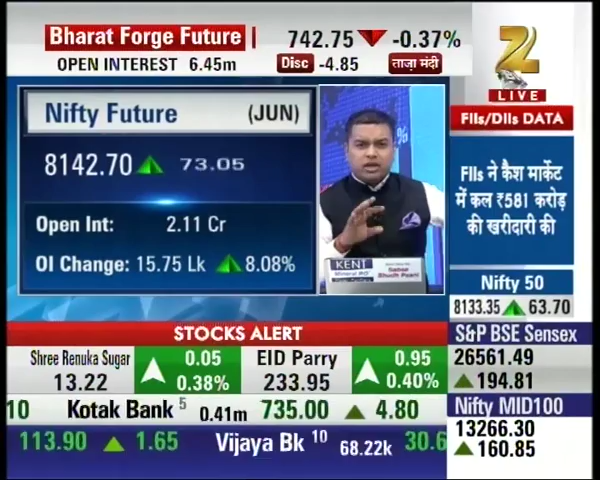 Bharat Forge Future 742.75 -0.37%
OPEN INTEREST 6.45m Disc -4.85 ताज़ा मंदी
Z
LIVE
Nifty Future (JUN)
8142.70 73.05
Open Int: 2.11 Cr
OI Change: 15.75 Lk 8.08%
%
KENT
Mineral RO
FIIs/DIIs DATA
FIIs ने कैश मार्केट
में कल ₹581 करोड़
की खरीदारी की
Nifty 50
8133.35 63.70
STOCKS ALERT
Shree Renuka Sugar 0.05 EID Parry 0.95
13.22 0.38% 233.95 0.40%
S&P BSE Sensex
26561.49
194.81
10 Kotak Bank 5 0.41m 735.00 4.80
Nifty MID100
13266.30
160.85
113.90 1.65 Vijaya Bk 10 68.22k 30.6